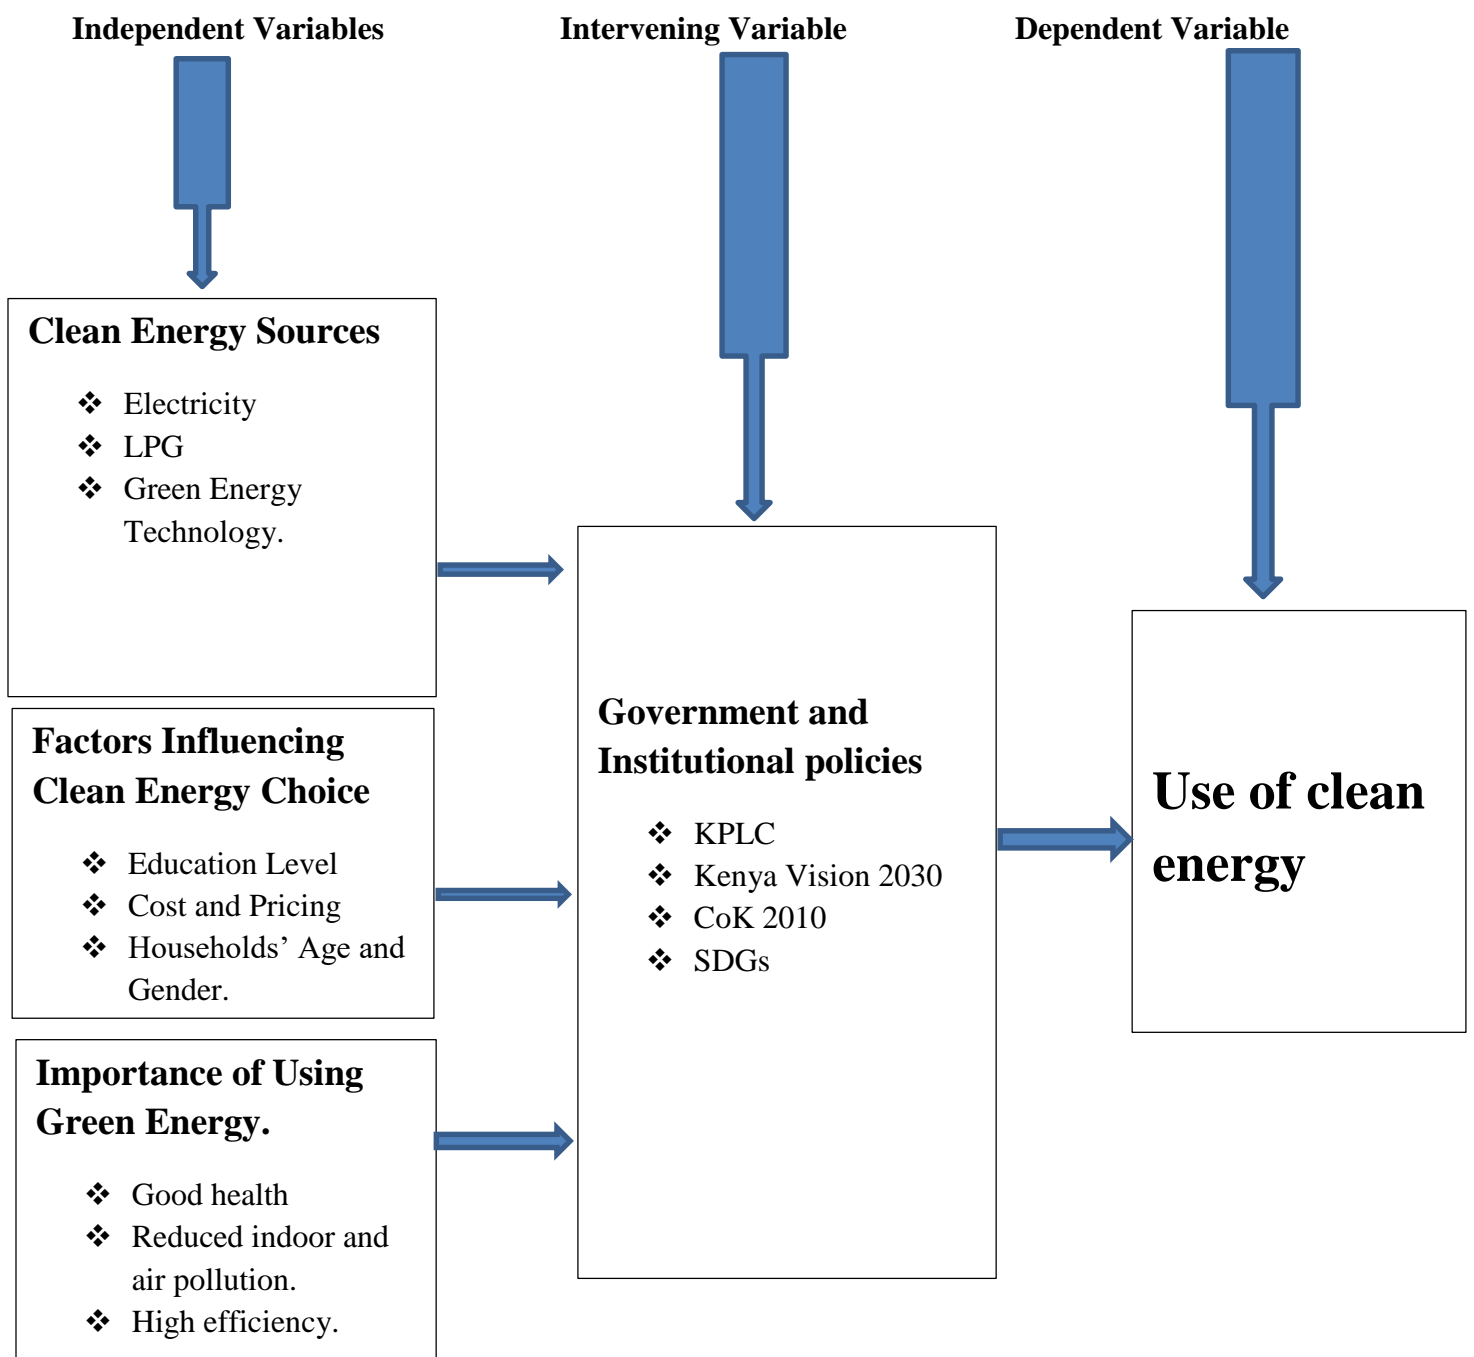 Independent Variables
Intervening Variable
Dependent Variable
Clean Energy Sources
❖ Electricity
❖ LPG
❖ Green Energy
Technology.
Factors Influencing
Clean Energy Choice
❖ Education Level
❖ Cost and Pricing
❖ Households’ Age and
Gender.
Importance of Using
Green Energy.
❖ Good health
❖ Reduced indoor and
air pollution.
❖ High efficiency.
Government and
Institutional policies
❖ KPLC
❖ Kenya Vision 2030
❖ CoK 2010
❖ SDGs
Use of clean
energy